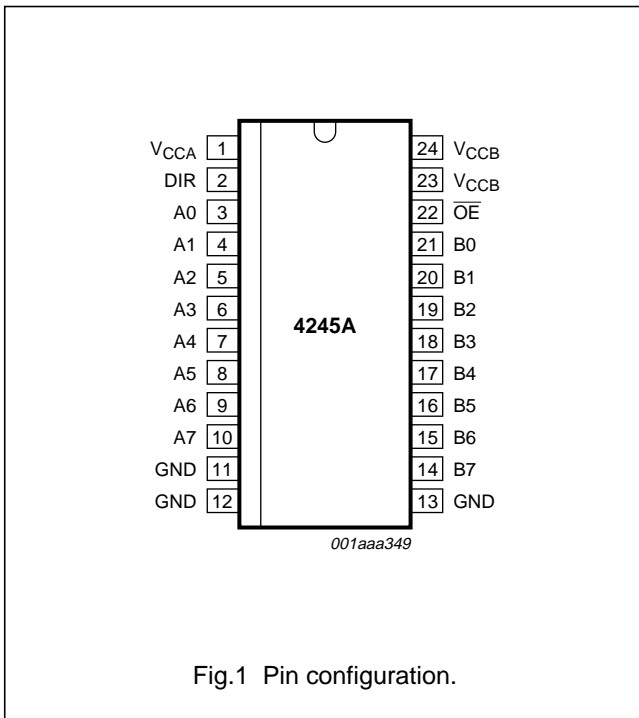 VCCA 1 24 VCCB
DIR 2 23 VCCB
A0 3 22 O̅E̅
A1 4 21 B0
A2 5 20 B1
A3 6 19 B2
4245A
A4 7 18 B3
A5 8 17 B4
A6 9 16 B5
A7 10 15 B6
GND 11 14 B7
GND 12 13 GND
001aaa349
Fig.1 Pin configuration.